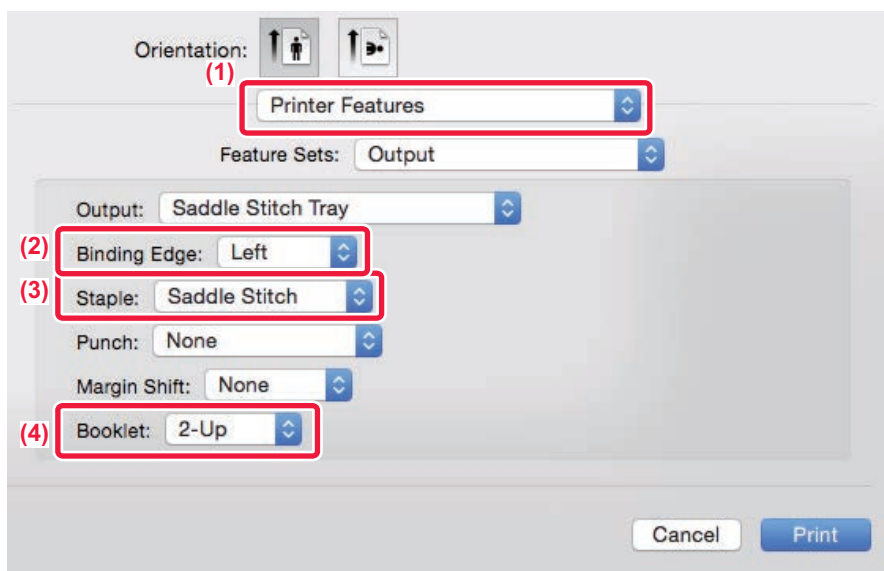 Orientation:
(1)
Printer Features
Feature Sets: Output
Output: Saddle Stitch Tray
(2) Binding Edge: Left
(3) Staple: Saddle Stitch
Punch: None
Margin Shift: None
(4) Booklet: 2-Up
Cancel Print